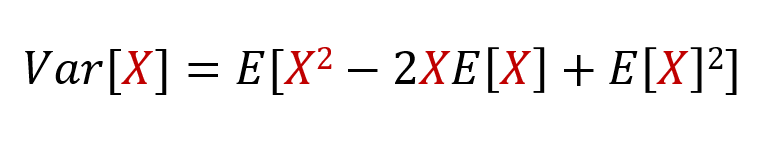 Var[X] = E[X² − 2XE[X] + E[X]²]